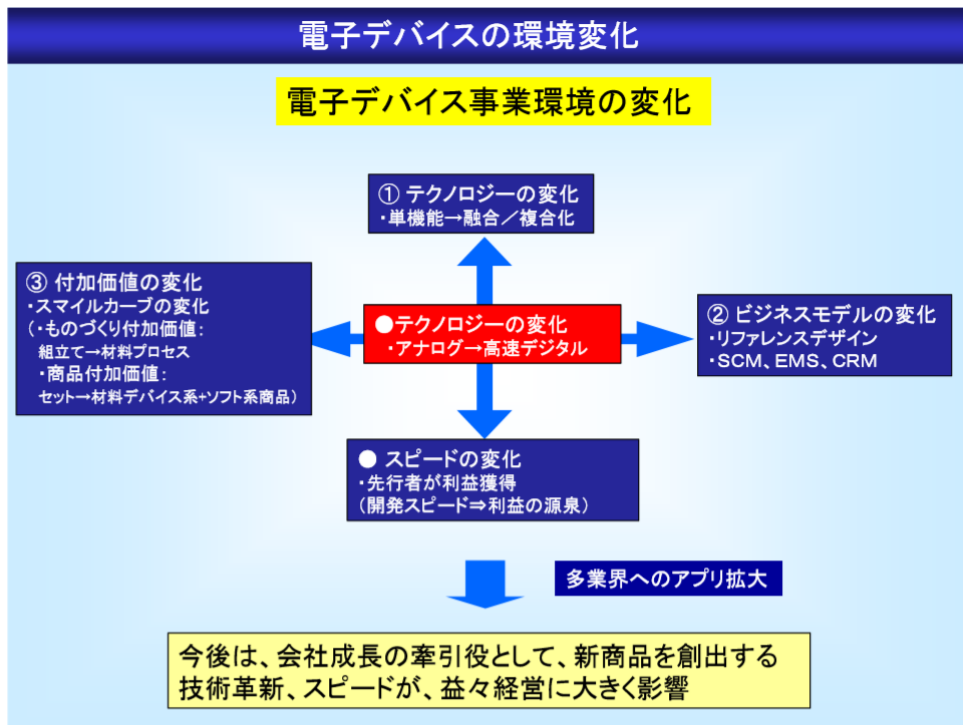 電子デバイスの環境変化
電子デバイス事業環境の変化
① テクノロジーの変化
・単機能→融合／複合化
③ 付加価値の変化
・スマイルカーブの変化
（・ものづくり付加価値：
組立て→材料プロセス
・商品付加価値：
セット→材料デバイス系+ソフト系商品）
●テクノロジーの変化
・アナログ→高速デジタル
② ビジネスモデルの変化
・リファレンスデザイン
・SCM、EMS、CRM
● スピードの変化
・先行者が利益獲得
（開発スピード⇒利益の源泉）
多業界へのアプリ拡大
今後は、会社成長の牽引役として、新商品を創出する
技術革新、スピードが、益々経営に大きく影響